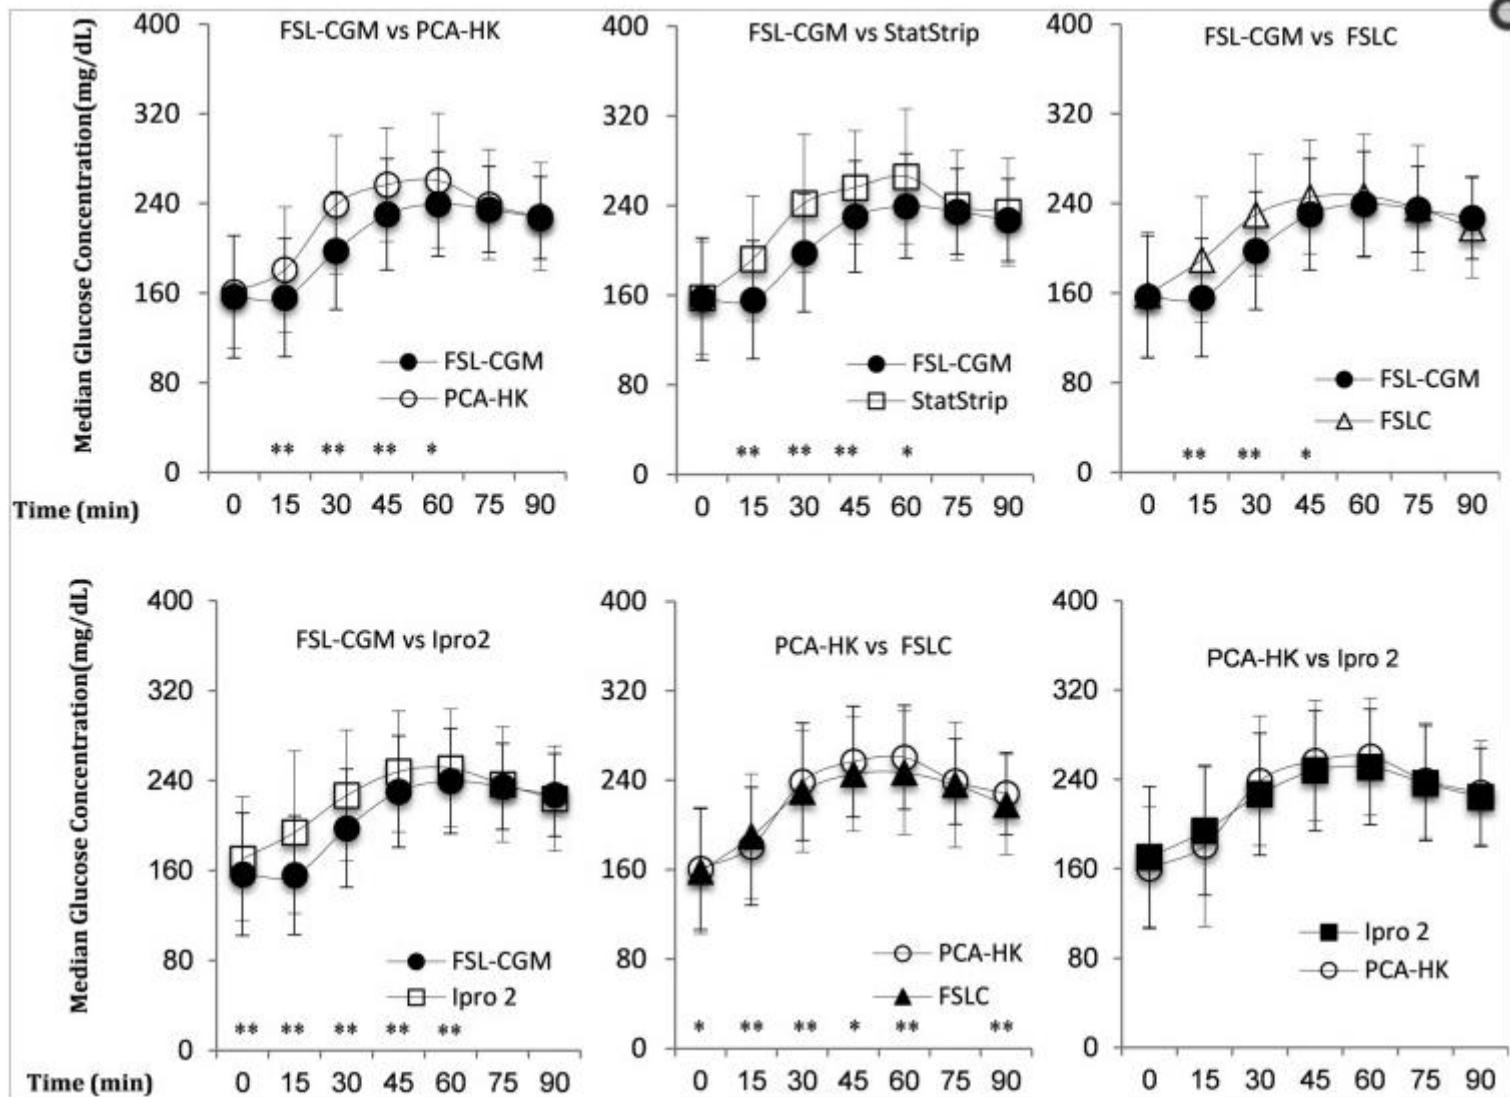 FSL-CGM vs PCA-HK
Median Glucose Concentration(mg/dL)
400
320
240
160
80
0
FSL-CGM
PCA-HK
** ** ** *
Time (min)
0 15 30 45 60 75 90
FSL-CGM vs StatStrip
400
320
240
160
80
0
FSL-CGM
StatStrip
** ** ** *
0 15 30 45 60 75 90
FSL-CGM vs FSLC
400
320
240
160
80
0
FSL-CGM
FSLC
** ** *
0 15 30 45 60 75 90
FSL-CGM vs Ipro2
Median Glucose Concentration(mg/dL)
400
320
240
160
80
0
FSL-CGM
Ipro 2
** ** ** ** **
Time (min)
0 15 30 45 60 75 90
PCA-HK vs FSLC
400
320
240
160
80
0
PCA-HK
FSLC
* ** ** * ** **
0 15 30 45 60 75 90
PCA-HK vs Ipro 2
400
320
240
160
80
0
Ipro 2
PCA-HK
0 15 30 45 60 75 90